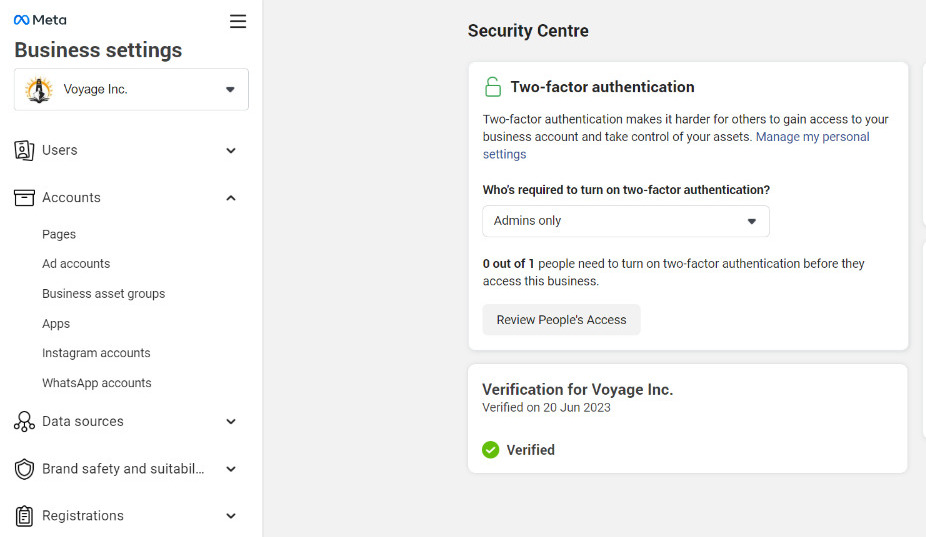 Meta
Business settings
Voyage Inc.
Users
Accounts
Pages
Ad accounts
Business asset groups
Apps
Instagram accounts
WhatsApp accounts
Data sources
Brand safety and suitabil...
Registrations
Security Centre
Two-factor authentication
Two-factor authentication makes it harder for others to gain access to your
business account and take control of your assets. Manage my personal
settings
Who's required to turn on two-factor authentication?
Admins only
0 out of 1 people need to turn on two-factor authentication before they
access this business.
Review People's Access
Verification for Voyage Inc.
Verified on 20 Jun 2023
Verified